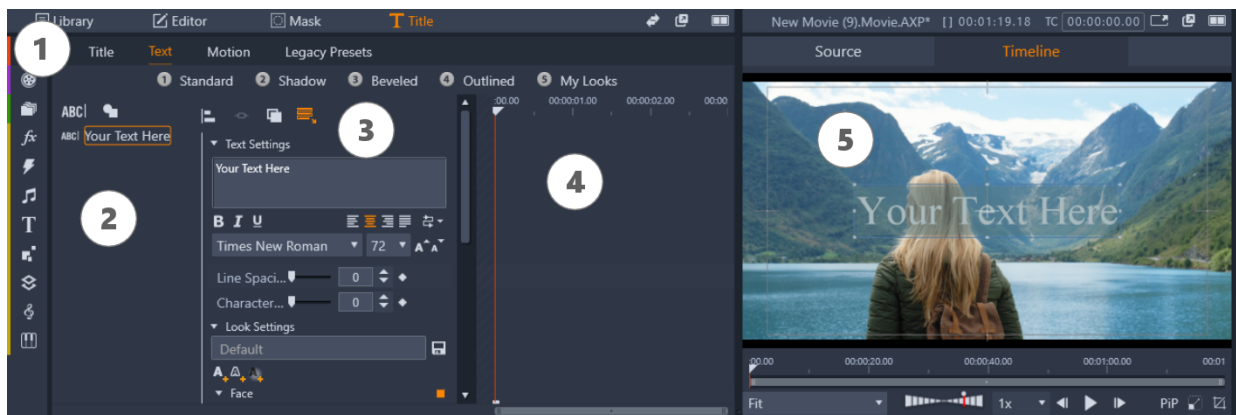 Library Editor Mask Title
New Movie (9).Movie.AXP* [] 00:01:19.18 TC 00:00:00.00
1
Title Text Motion Legacy Presets
Source Timeline
1 Standard 2 Shadow 3 Beveled 4 Outlined 5 My Looks
:00.00 00:00:01.00 00:00:02.00 00:00
ABC
ABC Your Text Here
fx
T
2
3
Text Settings
Your Text Here
B I U
Times New Roman 72 A A
Line Spaci... 0
Character... 0
Look Settings
Default
A A A
Face
4
5
Your Text Here
00.00 00:00:20.00 00:00:40.00 00:01:00.00 00:01
Fit 1x PiP